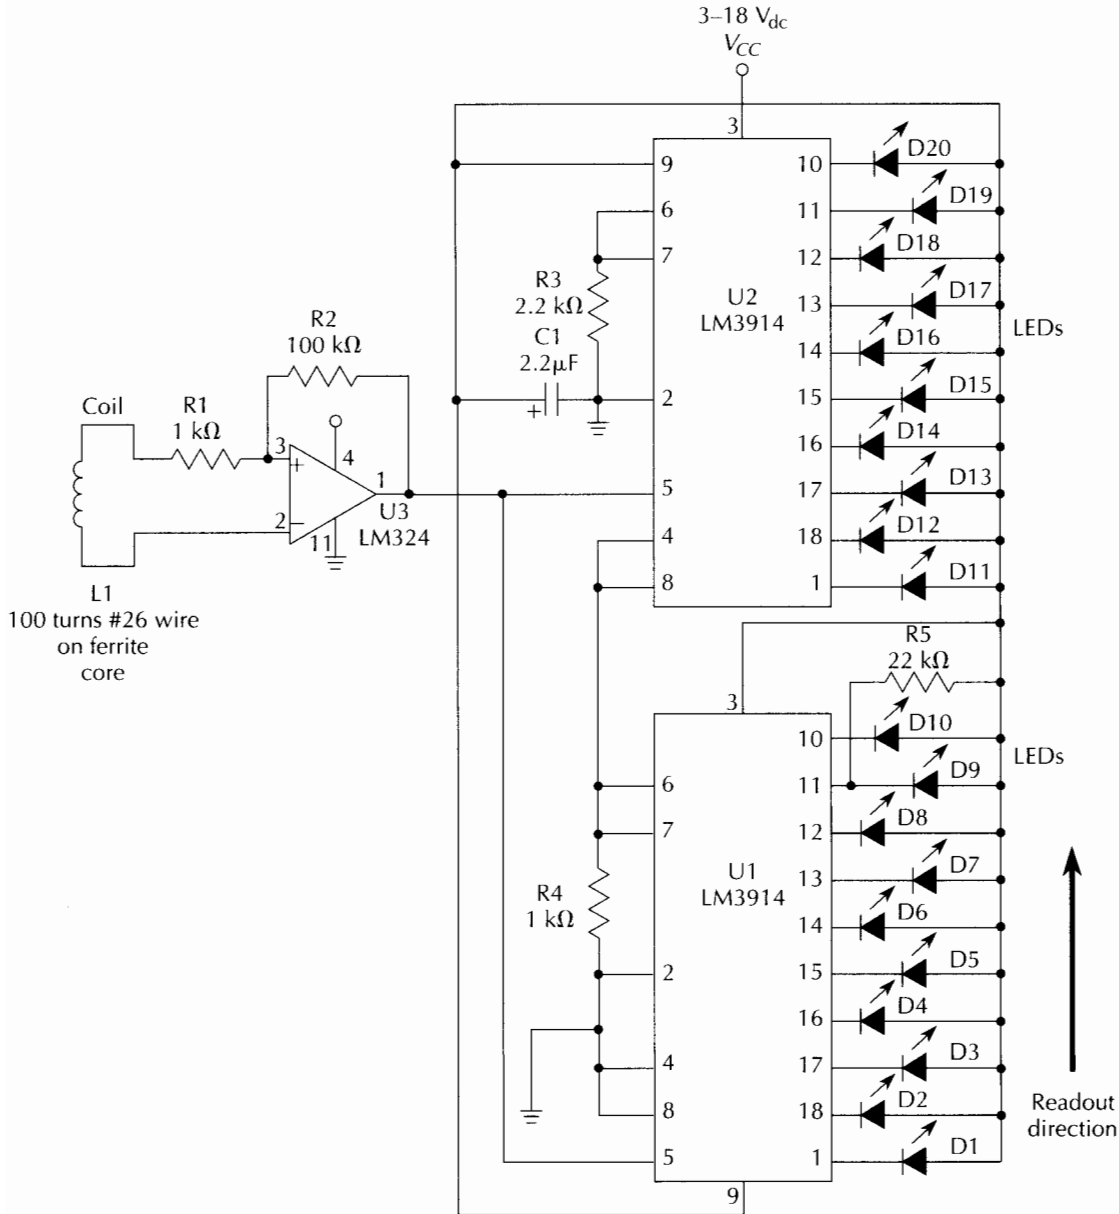 3–18 Vdc
VCC
3
9
6
7
2
5
4
8
U2
LM3914
10
11
12
13
14
15
16
17
18
1
D20
D19
D18
D17
D16
D15
D14
D13
D12
D11
LEDs
R3
2.2 kΩ
C1
2.2µF
+
R2
100 kΩ
Coil
R1
1 kΩ
3
+
4
2
−
11
1
U3
LM324
L1
100 turns #26 wire
on ferrite
core
R5
22 kΩ
3
6
7
2
4
8
5
9
U1
LM3914
10
11
12
13
14
15
16
17
18
1
D10
D9
D8
D7
D6
D5
D4
D3
D2
D1
LEDs
R4
1 kΩ
Readout
direction